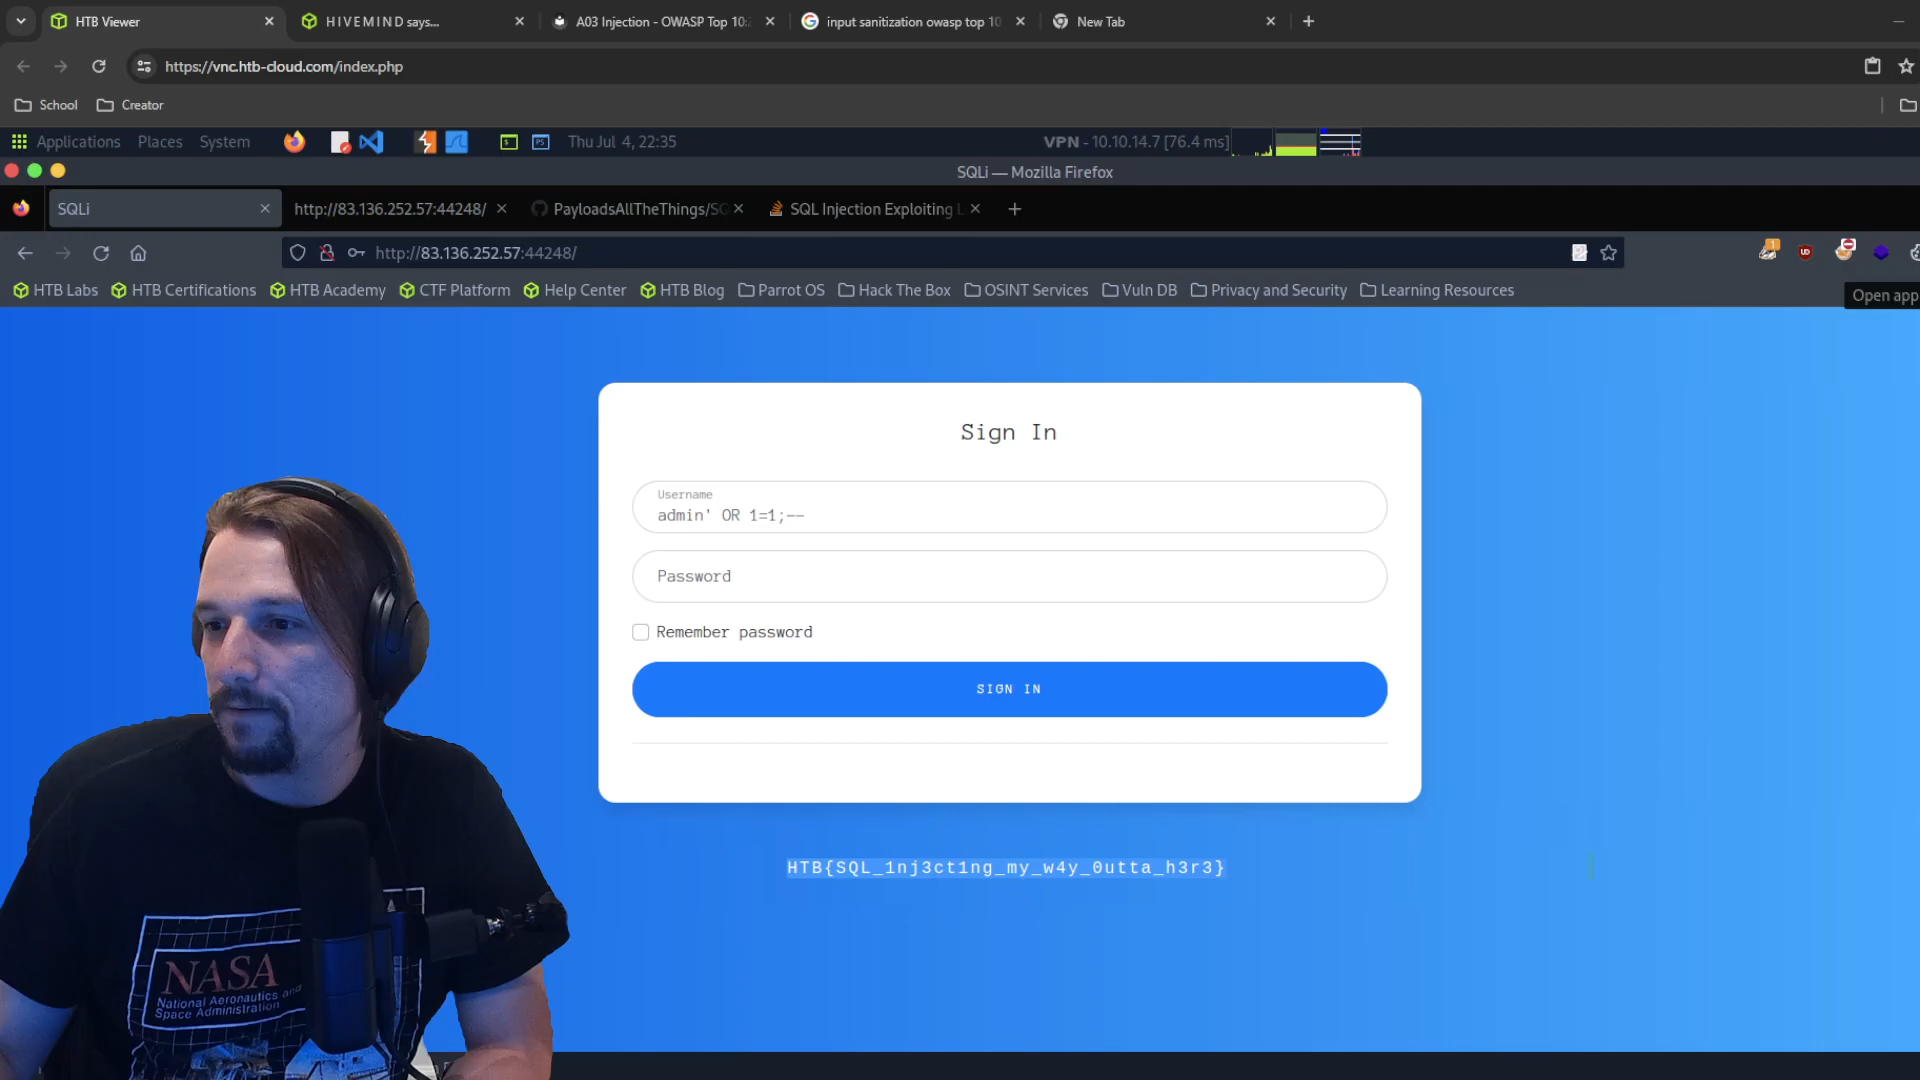 HTB Viewer
HIVEMIND says...
A03 Injection - OWASP Top 10:
input sanitization owasp top 10
New Tab
https://vnc.htb-cloud.com/index.php
School
Creator
Applications Places System
Thu Jul 4, 22:35
VPN - 10.10.14.7 [76.4 ms]
SQLi — Mozilla Firefox
SQLi
http://83.136.252.57:44248/
PayloadsAllTheThings/SQ
SQL Injection Exploiting L
http://83.136.252.57:44248/
1
HTB Labs
HTB Certifications
HTB Academy
CTF Platform
Help Center
HTB Blog
Parrot OS
Hack The Box
OSINT Services
Vuln DB
Privacy and Security
Learning Resources
Open app
Sign In
Username
admin' OR 1=1;--
Password
Remember password
SIGN IN
HTB{SQL_1nj3ct1ng_my_w4y_0utta_h3r3}
NASA
National Aeronautics and
Space Administration